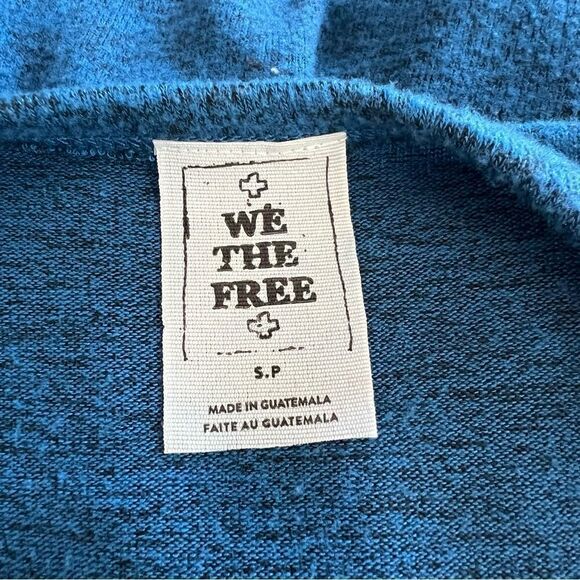 WE
THE
FREE
S.P
MADE IN GUATEMALA
FAITE AU GUATEMALA